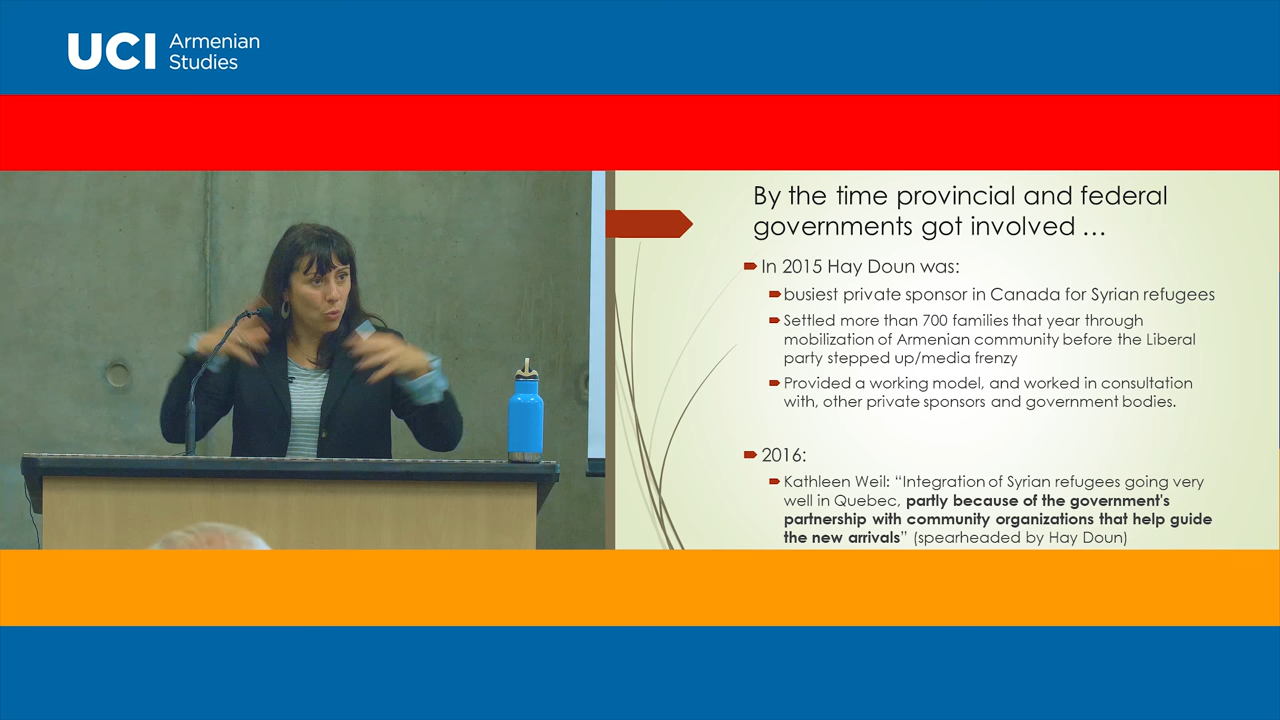 UCI Armenian
Studies
By the time provincial and federal
governments got involved …
In 2015 Hay Doun was:
busiest private sponsor in Canada for Syrian refugees
Settled more than 700 families that year through
mobilization of Armenian community before the Liberal
party stepped up/media frenzy
Provided a working model, and worked in consultation
with, other private sponsors and government bodies.
2016:
Kathleen Weil: “Integration of Syrian refugees going very
well in Quebec, partly because of the government's
partnership with community organizations that help guide
the new arrivals” (spearheaded by Hay Doun)